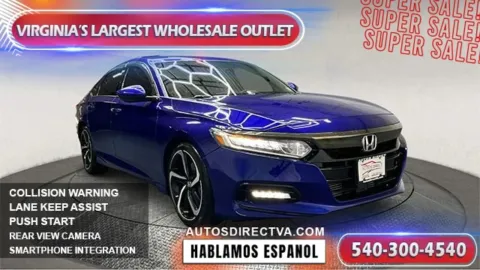 VIRGINIA'S LARGEST WHOLESALE OUTLET
SUPER SALE!
SUPER SALE!
SUPER SALE!
COLLISION WARNING
LANE KEEP ASSIST
PUSH START
REAR VIEW CAMERA
SMARTPHONE INTEGRATION
AUTOSDIRECTVA.COM
HABLAMOS ESPANOL
540-300-4540